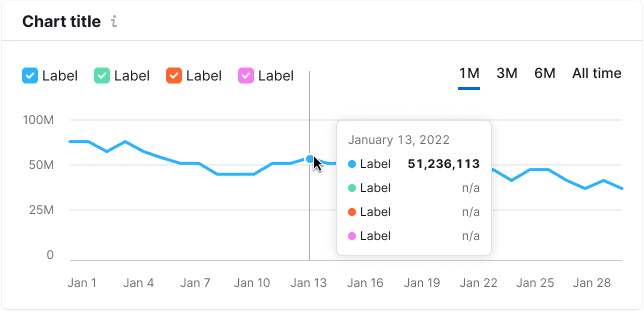 Chart title i
Label Label Label Label
1M 3M 6M All time
100M
50M
25M
0
January 13, 2022
Label 51,236,113
Label n/a
Label n/a
Label n/a
Jan 1 Jan 4 Jan 7 Jan 10 Jan 13 Jan 16 Jan 19 Jan 22 Jan 25 Jan 28